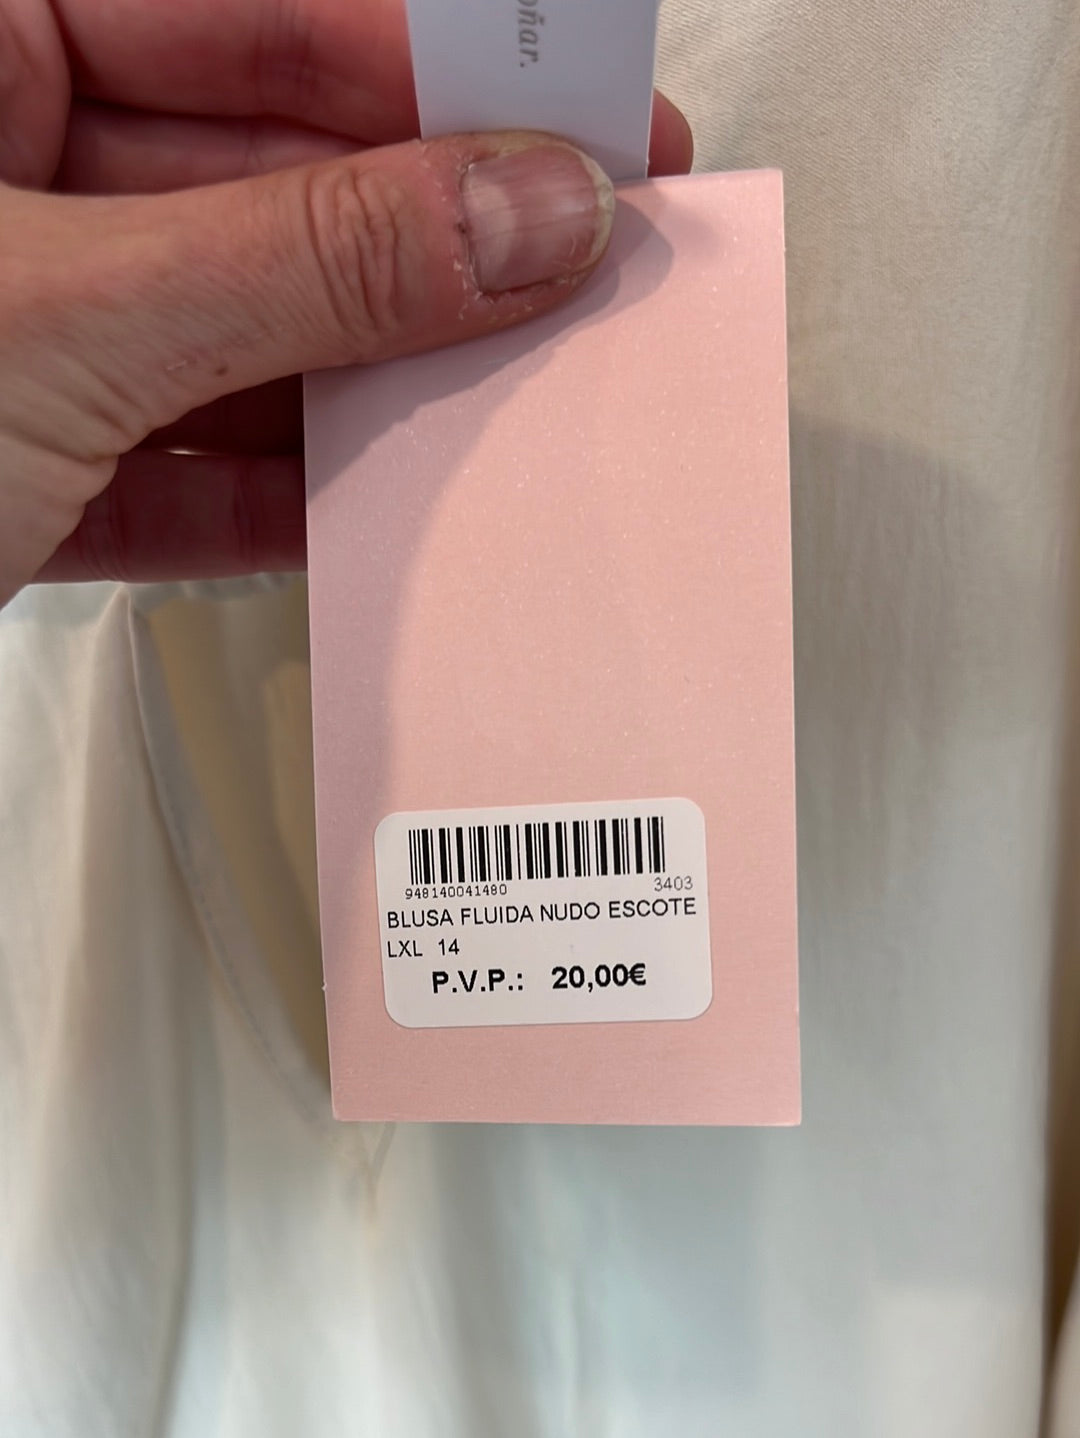 948140041480 3403
BLUSA FLUIDA NUDO ESCOTE
LXL 14
P.V.P.: 20,00€